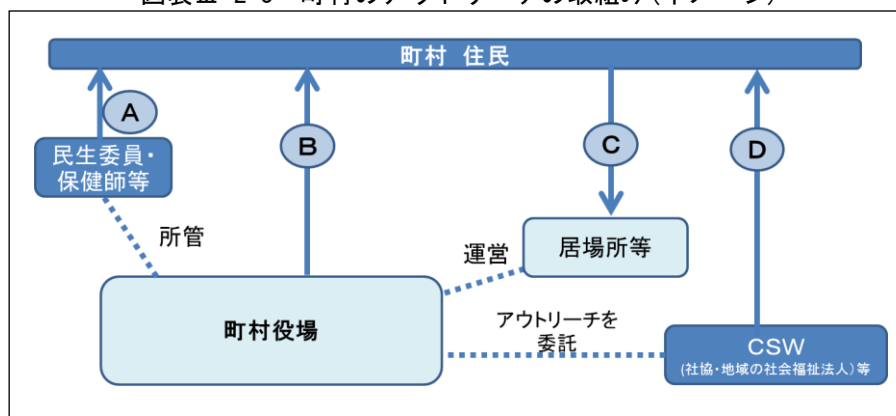 町村 住民
A
B
C
D
民生委員・
保健師等
所管
運営
居場所等
町村役場
アウトリーチを
委託
CSW
(社協・地域の社会福祉法人)等